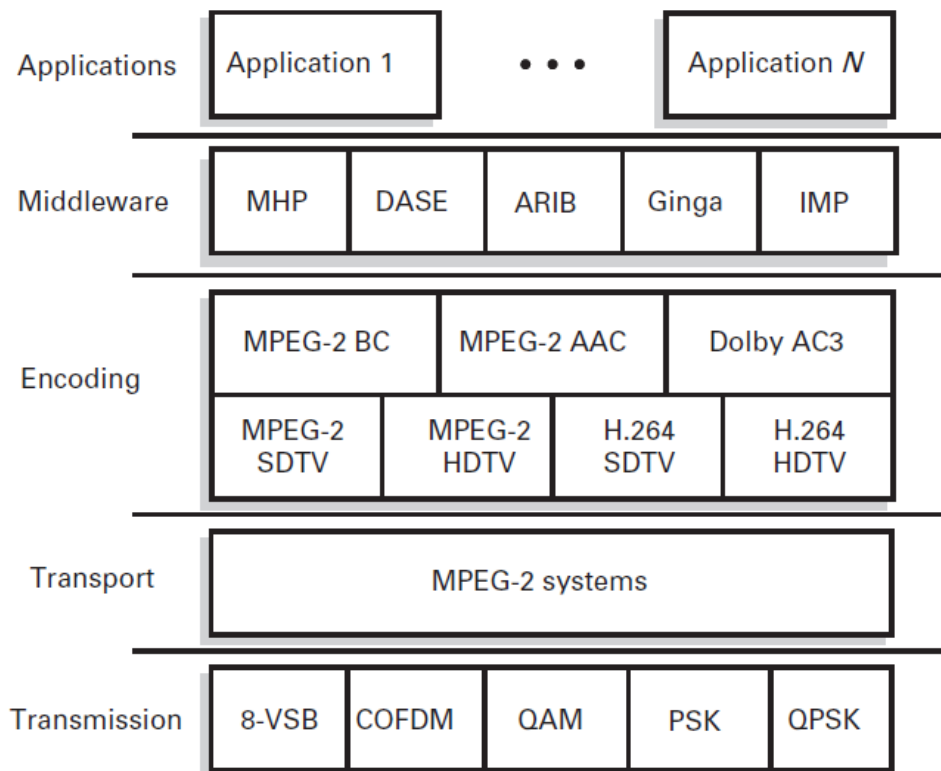 Applications
Application 1
• • •
Application N
Middleware
MHP
DASE
ARIB
Ginga
IMP
Encoding
MPEG-2 BC
MPEG-2 AAC
Dolby AC3
MPEG-2
SDTV
MPEG-2
HDTV
H.264
SDTV
H.264
HDTV
Transport
MPEG-2 systems
Transmission
8-VSB
COFDM
QAM
PSK
QPSK